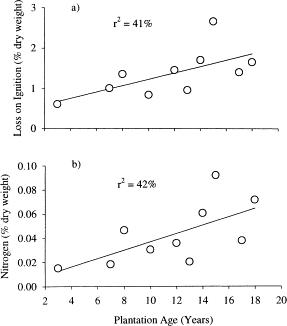 a)
r² = 41%
Loss on Ignition (% dry weight)
3
2
1
0
b)
r² = 42%
Nitrogen (% dry weight)
0.10
0.08
0.06
0.04
0.02
0.00
2 4 6 8 10 12 14 16 18 20
Plantation Age (Years)